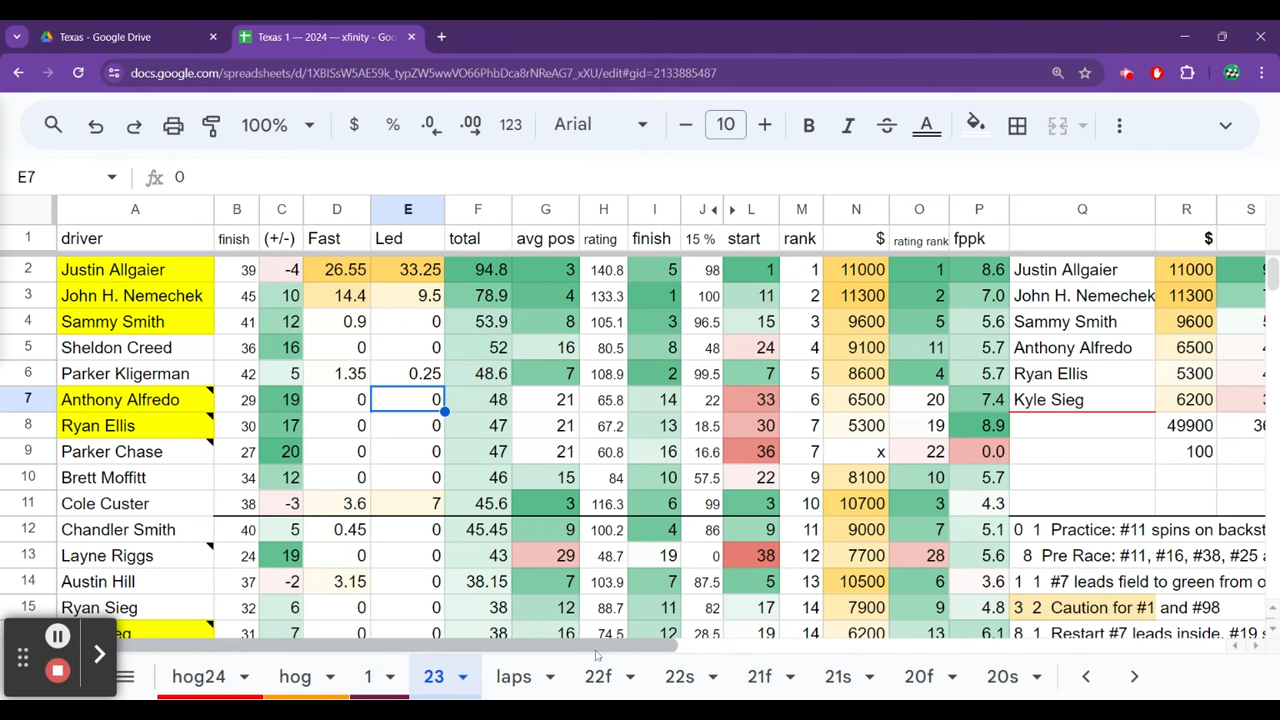 Texas - Google Drive
Texas 1 — 2024 — xfinity - Goo
docs.google.com/spreadsheets/d/1XBISsW5AE59k_typZW5wwVO66PhbDca8rNReAG7_xXU/edit#gid=2133885487
100% $ % .0 .00 123 Arial 10 B I S A
E7 fx 0
A B C D E F G H I J L M N O P Q R S
1 driver finish (+/-) Fast Led total avg pos rating finish 15 % start rank $ rating rank fppk $
2 Justin Allgaier 39 -4 26.55 33.25 94.8 3 140.8 5 98 1 1 11000 1 8.6 Justin Allgaier 11000
3 John H. Nemechek 45 10 14.4 9.5 78.9 4 133.3 1 100 11 2 11300 2 7.0 John H. Nemechek 11300
4 Sammy Smith 41 12 0.9 0 53.9 8 105.1 3 96.5 15 3 9600 5 5.6 Sammy Smith 9600
5 Sheldon Creed 36 16 0 0 52 16 80.5 8 48 24 4 9100 11 5.7 Anthony Alfredo 6500
6 Parker Kligerman 42 5 1.35 0.25 48.6 7 108.9 2 99.5 7 5 8600 4 5.7 Ryan Ellis 5300
7 Anthony Alfredo 29 19 0 0 48 21 65.8 14 22 33 6 6500 20 7.4 Kyle Sieg 6200
8 Ryan Ellis 30 17 0 0 47 21 67.2 13 18.5 30 7 5300 19 8.9 49900
9 Parker Chase 27 20 0 0 47 21 60.8 16 16.6 36 7 x 22 0.0 100
10 Brett Moffitt 34 12 0 0 46 15 84 10 57.5 22 9 8100 10 5.7
11 Cole Custer 38 -3 3.6 7 45.6 3 116.3 6 99 3 10 10700 3 4.3
12 Chandler Smith 40 5 0.45 0 45.45 9 100.2 4 86 9 11 9000 7 5.1 0 1 Practice: #11 spins on backst
13 Layne Riggs 24 19 0 0 43 29 48.7 19 0 38 12 7700 28 5.6 8 Pre Race: #11, #16, #38, #25 a
14 Austin Hill 37 -2 3.15 0 38.15 7 103.9 7 87.5 5 13 10500 6 3.6 1 1 #7 leads field to green from o
15 Ryan Sieg 32 6 0 0 38 12 88.7 11 82 17 14 7900 9 4.8 3 2 Caution for #1 and #98
eg 31 7 0 0 38 16 74.5 12 28.5 19 14 6200 13 6.1 8 1 Restart #7 leads inside, #19 s
hog24 hog 1 23 laps 22f 22s 21f 21s 20f 20s